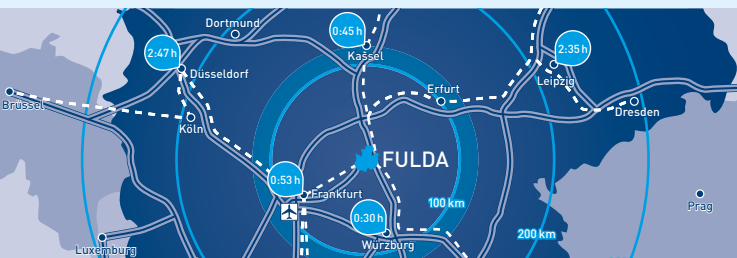 Dortmund
0:45 h
2:47 h
Kassel
2:35 h
Düsseldorf
Leipzig
Erfurt
Brüssel
Dresden
Köln
FULDA
0:53 h
Frankfurt
100 km
Prag
0:30 h
200 km
Würzburg
Luxemburg